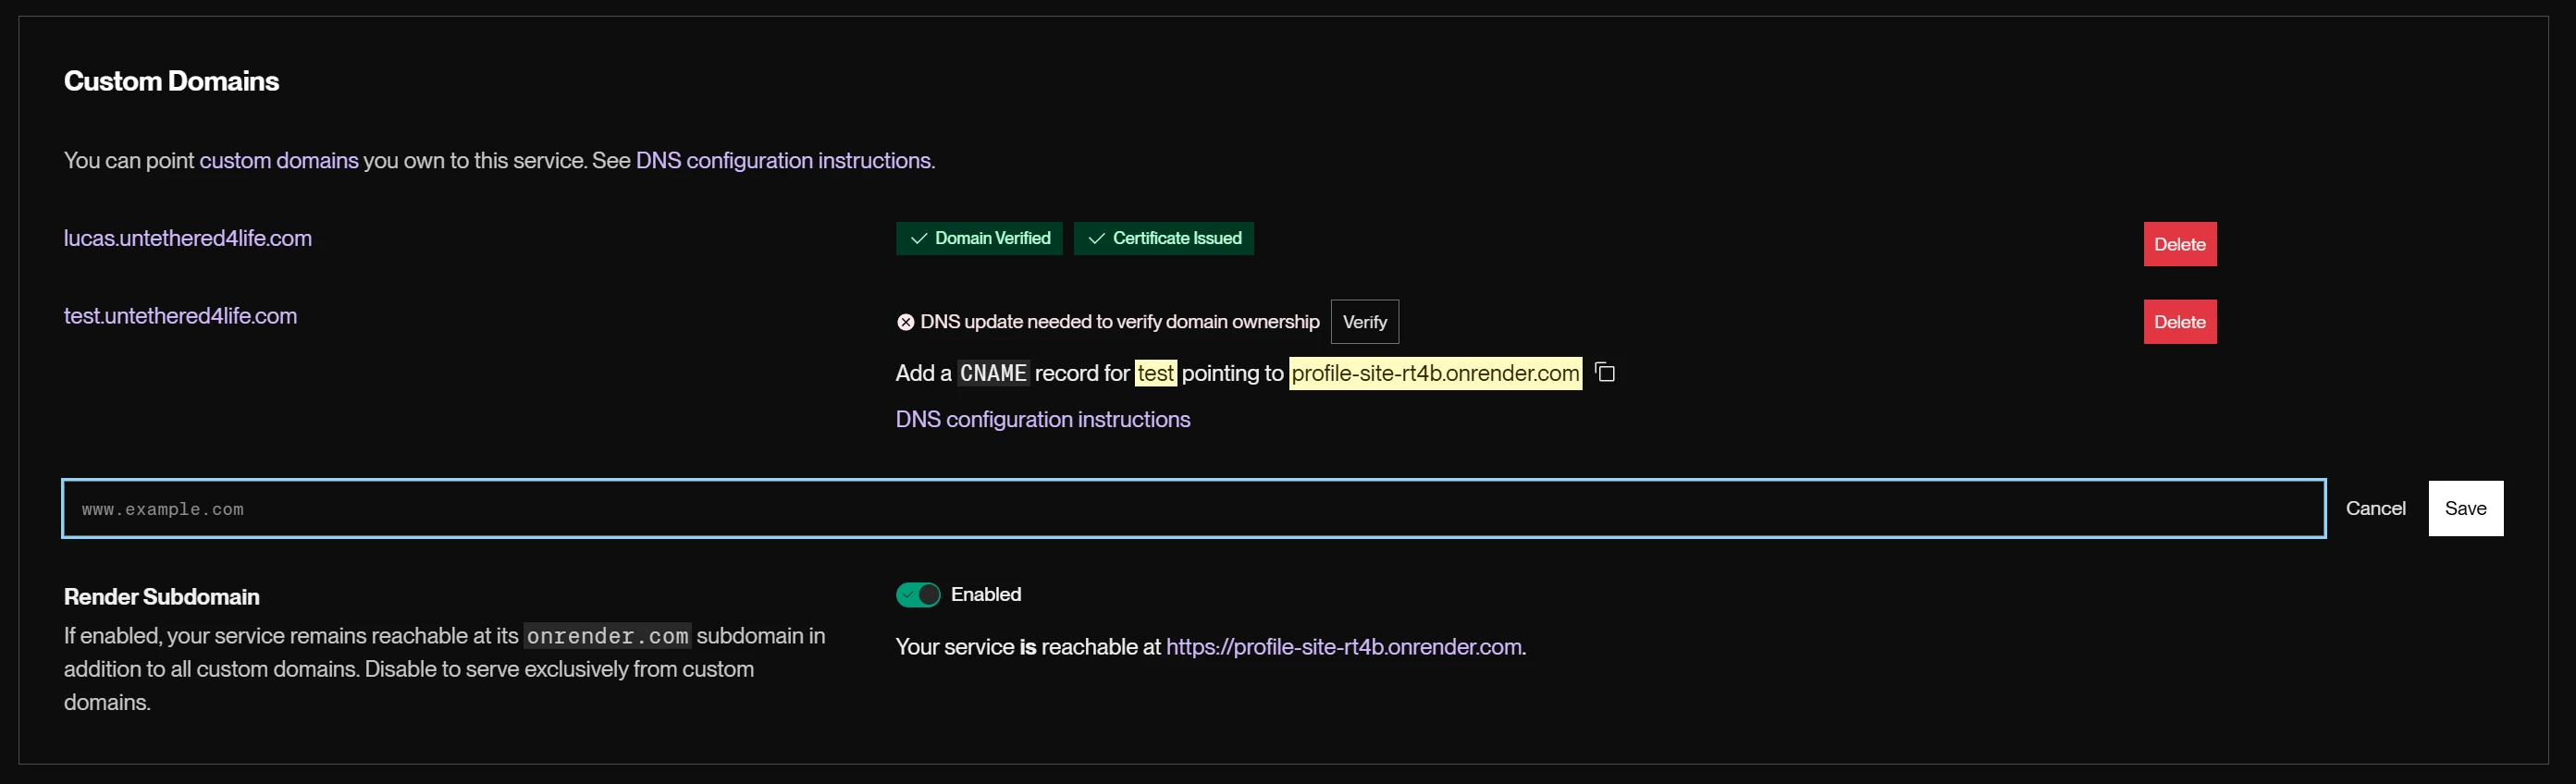 Custom Domains
You can point custom domains you own to this service. See DNS configuration instructions.
lucas.untethered4life.com
Domain Verified
Certificate Issued
Delete
test.untethered4life.com
DNS update needed to verify domain ownership
Verify
Delete
Add a CNAME record for test pointing to profile-site-rt4b.onrender.com
DNS configuration instructions
www.example.com
Cancel
Save
Render Subdomain
If enabled, your service remains reachable at its onrender.com subdomain in
addition to all custom domains. Disable to serve exclusively from custom
domains.
Enabled
Your service is reachable at https://profile-site-rt4b.onrender.com.